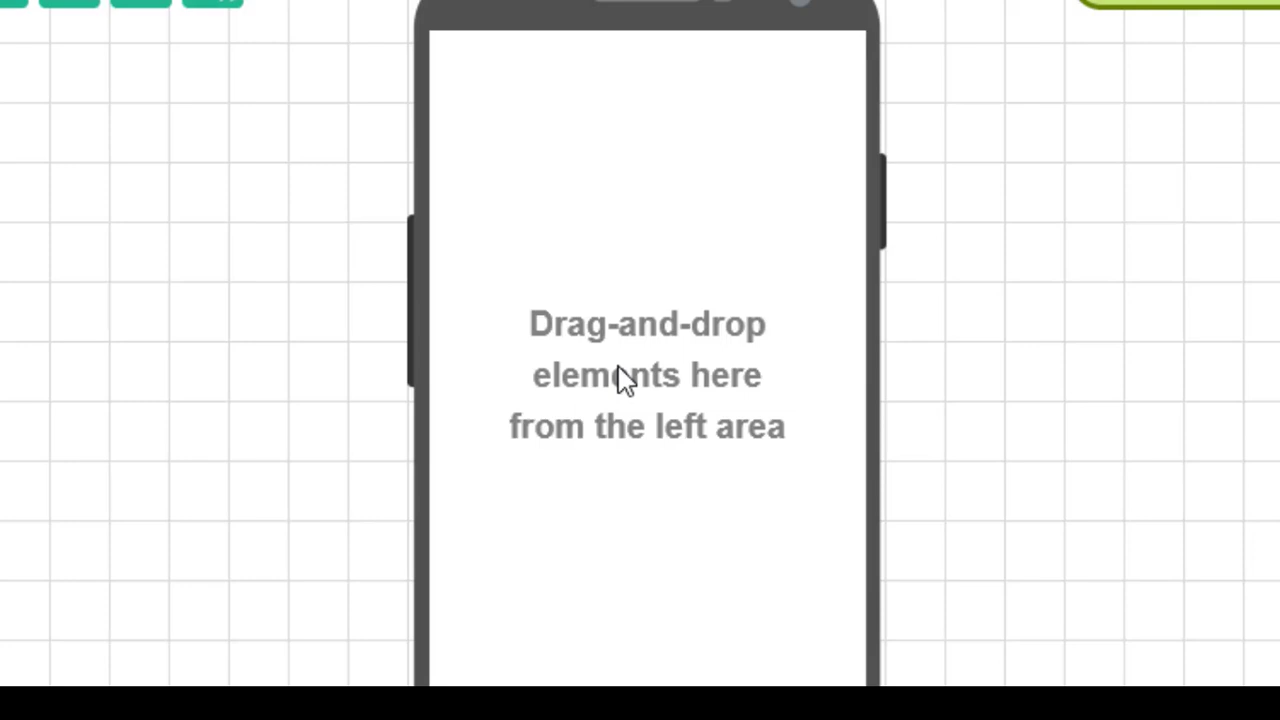 Drag-and-drop
elements here
from the left area